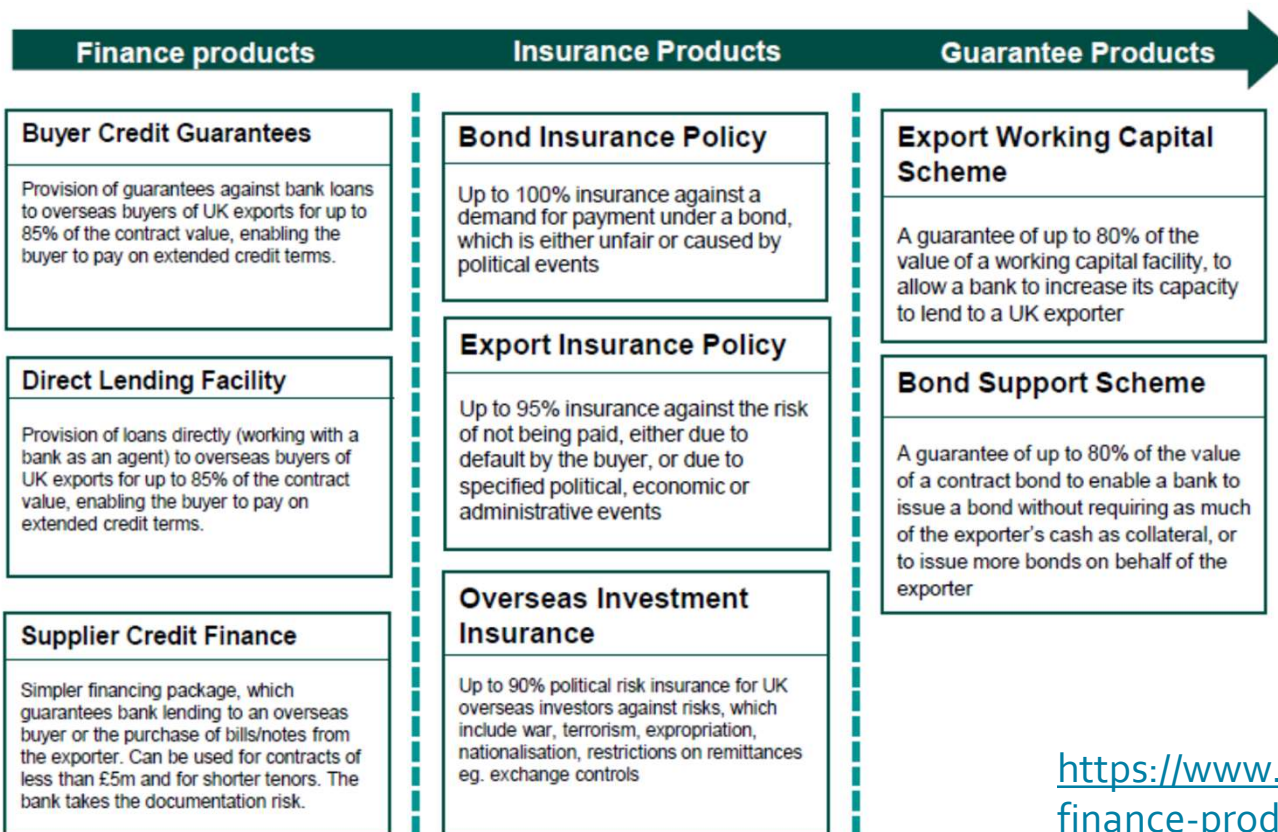 Finance products
Insurance Products
Guarantee Products
Buyer Credit Guarantees
Provision of guarantees against bank loans
to overseas buyers of UK exports for up to
85% of the contract value, enabling the
buyer to pay on extended credit terms.
Direct Lending Facility
Provision of loans directly (working with a
bank as an agent) to overseas buyers of
UK exports for up to 85% of the contract
value, enabling the buyer to pay on
extended credit terms.
Supplier Credit Finance
Simpler financing package, which
guarantees bank lending to an overseas
buyer or the purchase of bills/notes from
the exporter. Can be used for contracts of
less than £5m and for shorter tenors. The
bank takes the documentation risk.
Bond Insurance Policy
Up to 100% insurance against a
demand for payment under a bond,
which is either unfair or caused by
political events
Export Insurance Policy
Up to 95% insurance against the risk
of not being paid, either due to
default by the buyer, or due to
specified political, economic or
administrative events
Overseas Investment
Insurance
Up to 90% political risk insurance for UK
overseas investors against risks, which
include war, terrorism, expropriation,
nationalisation, restrictions on remittances
eg. exchange controls
Export Working Capital
Scheme
A guarantee of up to 80% of the
value of a working capital facility, to
allow a bank to increase its capacity
to lend to a UK exporter
Bond Support Scheme
A guarantee of up to 80% of the value
of a contract bond to enable a bank to
issue a bond without requiring as much
of the exporter's cash as collateral, or
to issue more bonds on behalf of the
exporter
https://www.
finance-prod